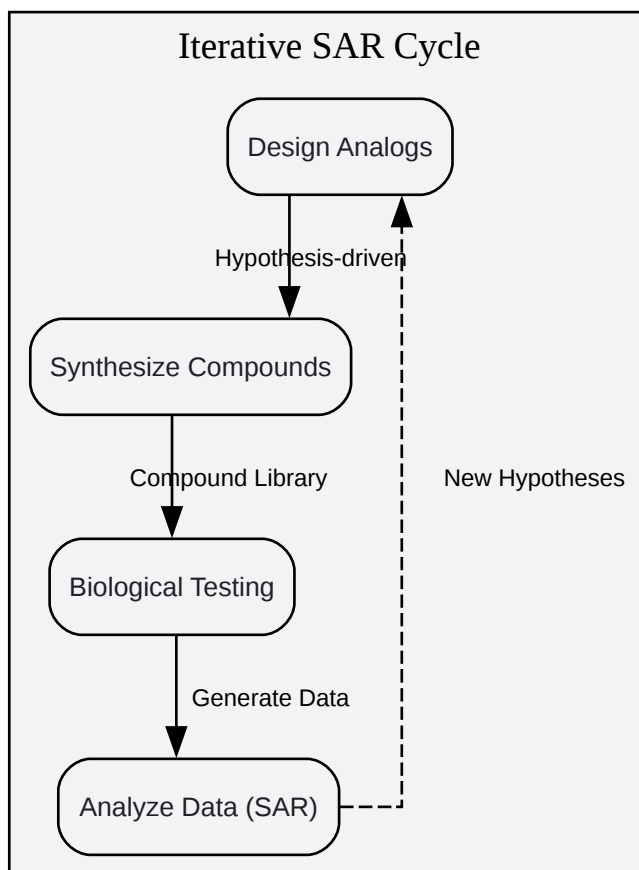 Iterative SAR Cycle
Design Analogs
Hypothesis-driven
Synthesize Compounds
Compound Library
New Hypotheses
Biological Testing
Generate Data
Analyze Data (SAR)